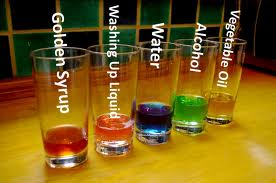 Golden Syrup
Washing Up Liquid
Water
Alcohol
Vegetable Oil